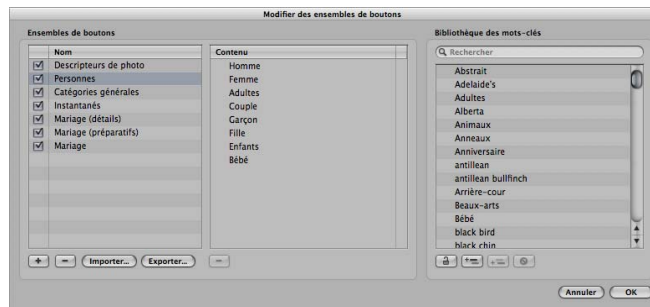 Modifier des ensembles de boutons
Ensembles de boutons
Nom
Descripteurs de photo
Personnes
Catégories générales
Instantanés
Mariage (détails)
Mariage (préparatifs)
Mariage
Importer...
Exporter...
Contenu
Homme
Femme
Adultes
Couple
Garçon
Fille
Enfants
Bébé
Bibliothèque des mots-clés
Rechercher
Abstrait
Adelaide's
Adultes
Alberta
Animaux
Anneaux
Anniversaire
antillean
antillean bullfinch
Arrière-cour
Beaux-arts
Bébé
black bird
black chin
Annuler
OK